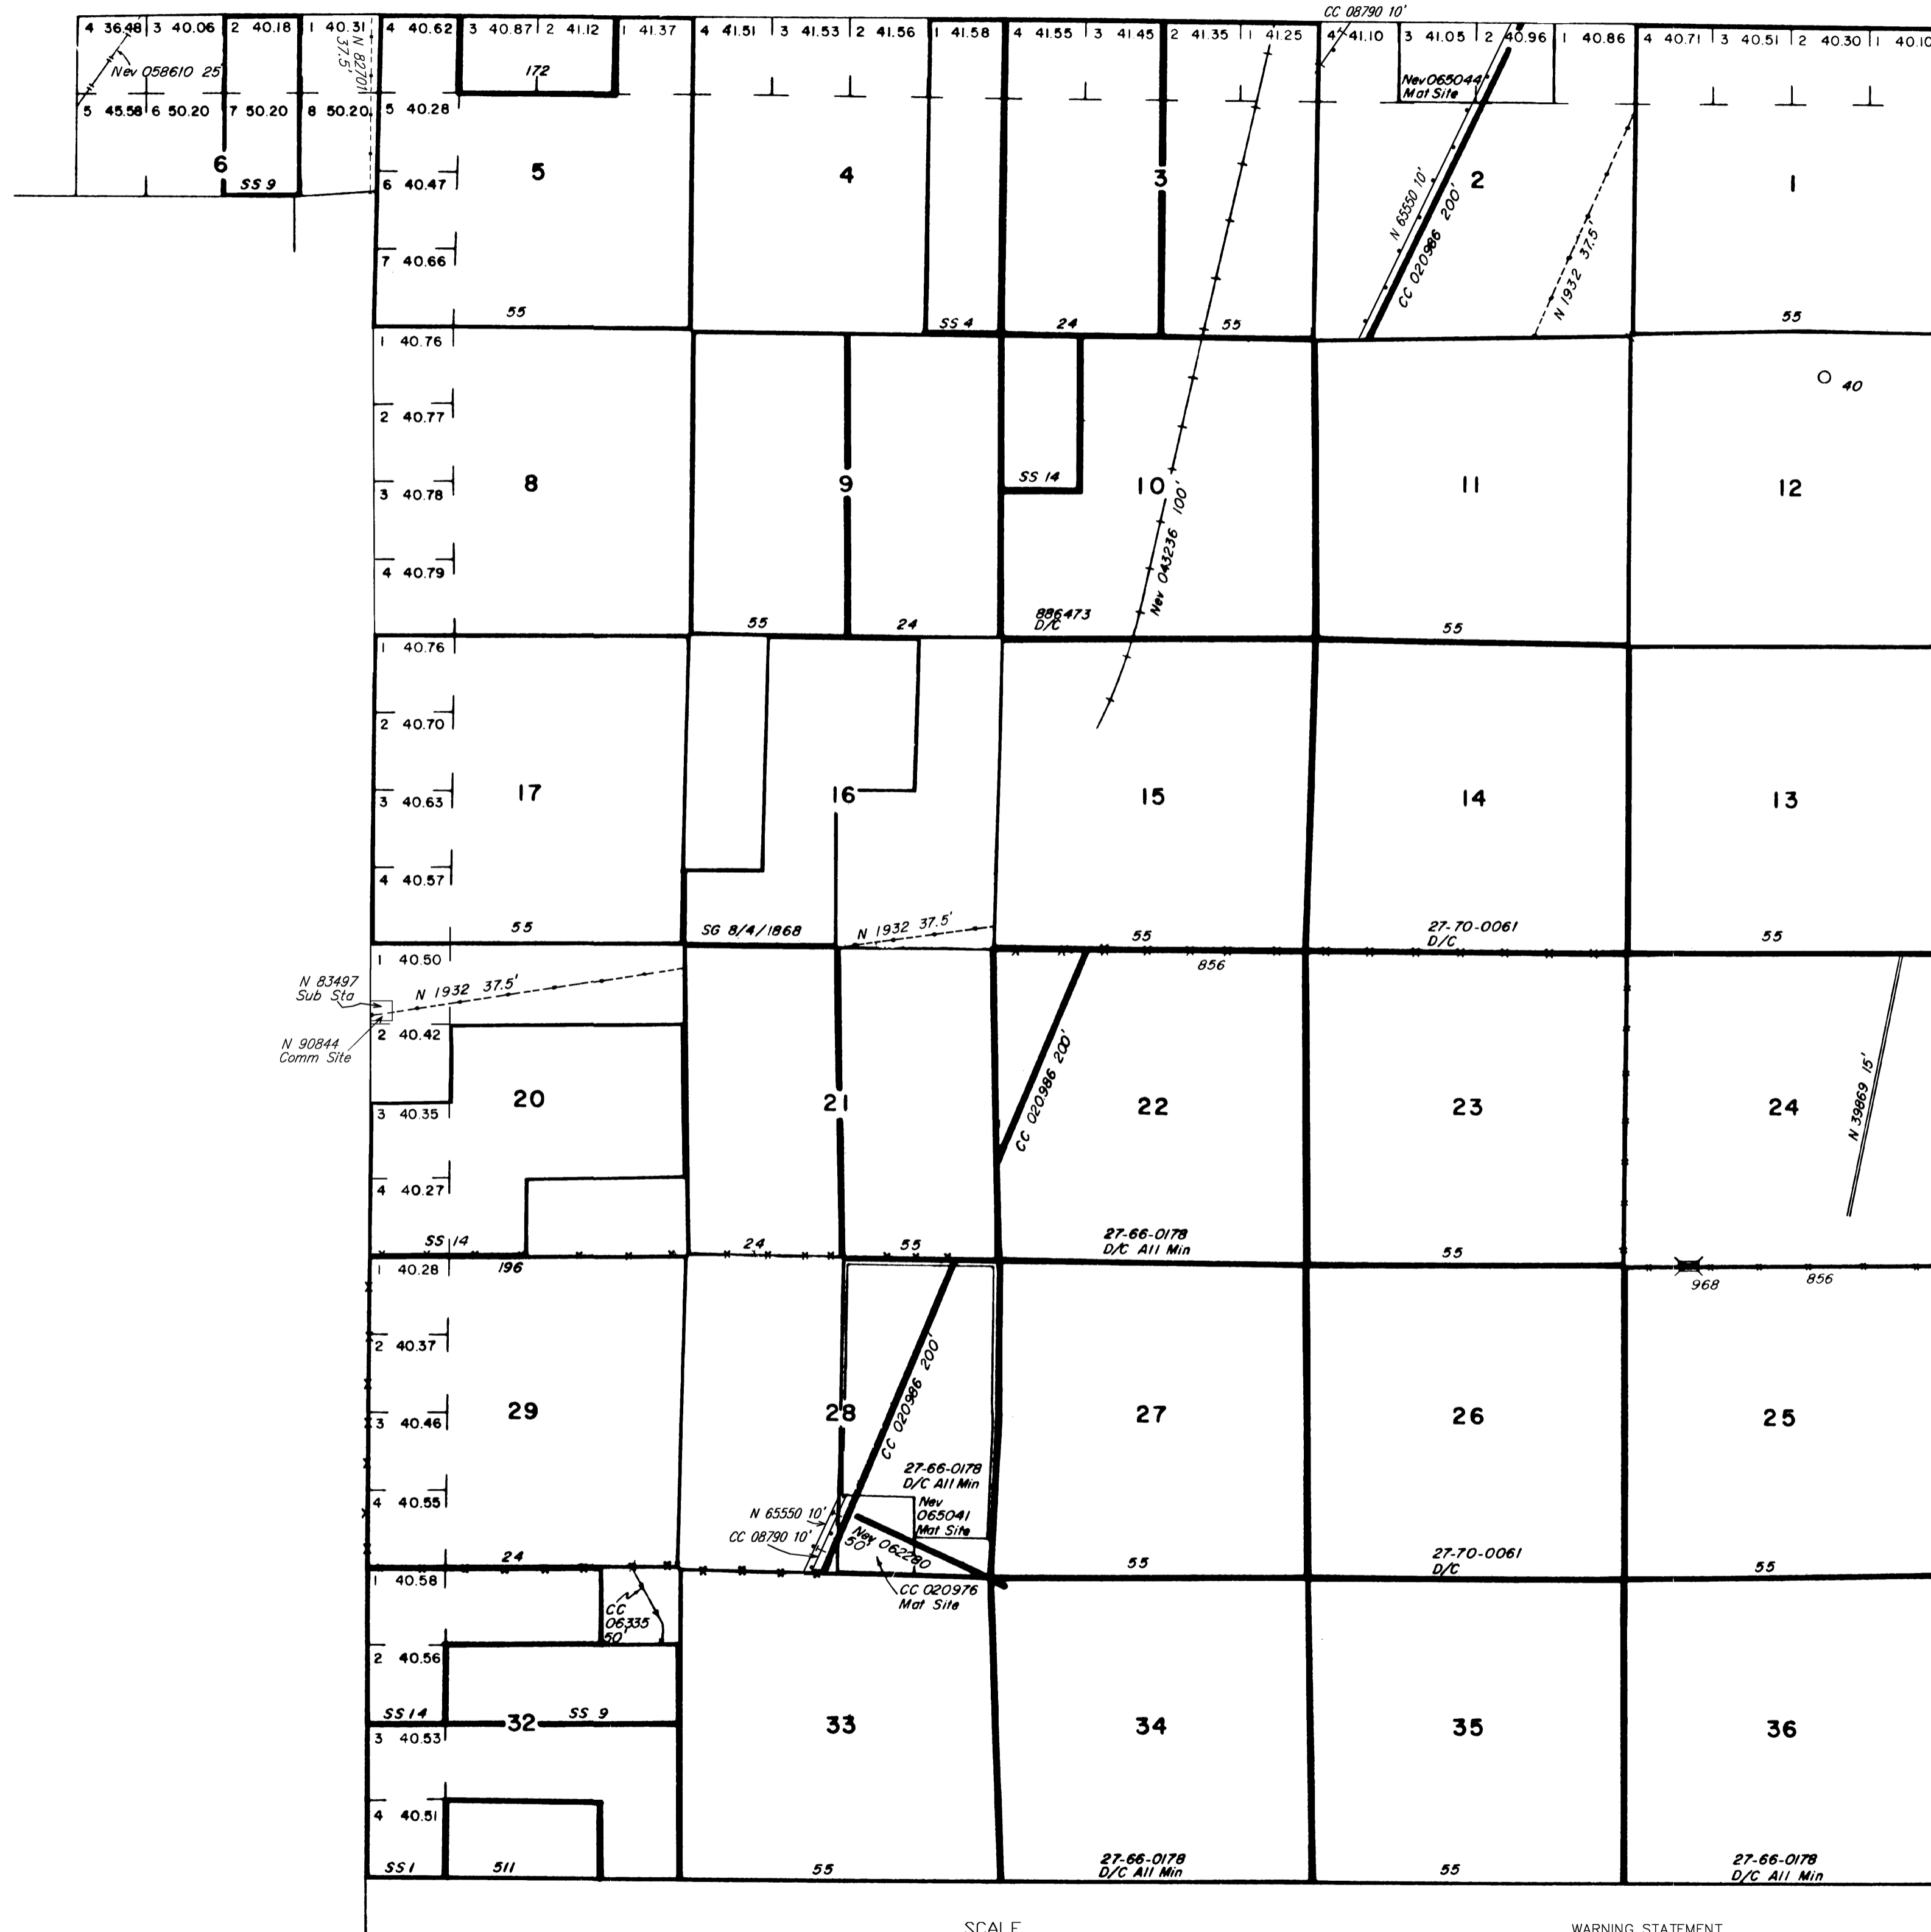 CC 08790 10'
4 36.48 3 40.06 2 40.18 1 40.31 4 40.62 3 40.87 2 41.12 1 41.37 4 41.51 3 41.53 2 41.56 1 41.58 4 41.55 3 41.45 2 41.35 1 41.25 4 41.10 3 41.05 2 40.96 1 40.86 4 40.71 3 40.51 2 40.30 1 40.10
N 82701
37.5'
Nev 058610 25'
172
Nev 065044
Mat Site
5 45.58 6 50.20 7 50.20 8 50.20 5 40.28
6
5
4
3
2
1
SS 9
6 40.47
N 65550 10'
CC 020986 200'
N 1932 37.5'
7 40.66
55
SS 4
24
55
55
1 40.76
40
2 40.77
8
9
SS 14
10
11
12
3 40.78
Nev 043236 100'
4 40.79
55
24
886473
D/C
55
1 40.76
2 40.70
17
16
15
14
13
3 40.63
4 40.57
55
SG 8/4/1868
N 1932 37.5'
55
27-70-0061
D/C
55
1 40.50
856
N 83497
Sub Sta
N 1932 37.5'
2 40.42
N 90844
Comm Site
CC 020986 200'
N 39869 15'
20
21
22
23
24
3 40.35
4 40.27
SS 14
24
55
27-66-0178
D/C All Min
55
1 40.28
196
968
856
2 40.37
CC 020986 200'
29
28
27
26
25
3 40.46
27-66-0178
D/C All Min
4 40.55
Nev
065041
Mat Site
N 65550 10'
CC 08790 10'
Nev 062280
50'
24
55
27-70-0061
D/C
55
1 40.58
CC 020976
Mat Site
CC
06335
50'
2 40.56
SS 14
32
SS 9
33
34
35
36
3 40.53
4 40.51
SS 1
511
55
27-66-0178
D/C All Min
55
27-66-0178
D/C All Min
SCALE
WARNING STATEMENT